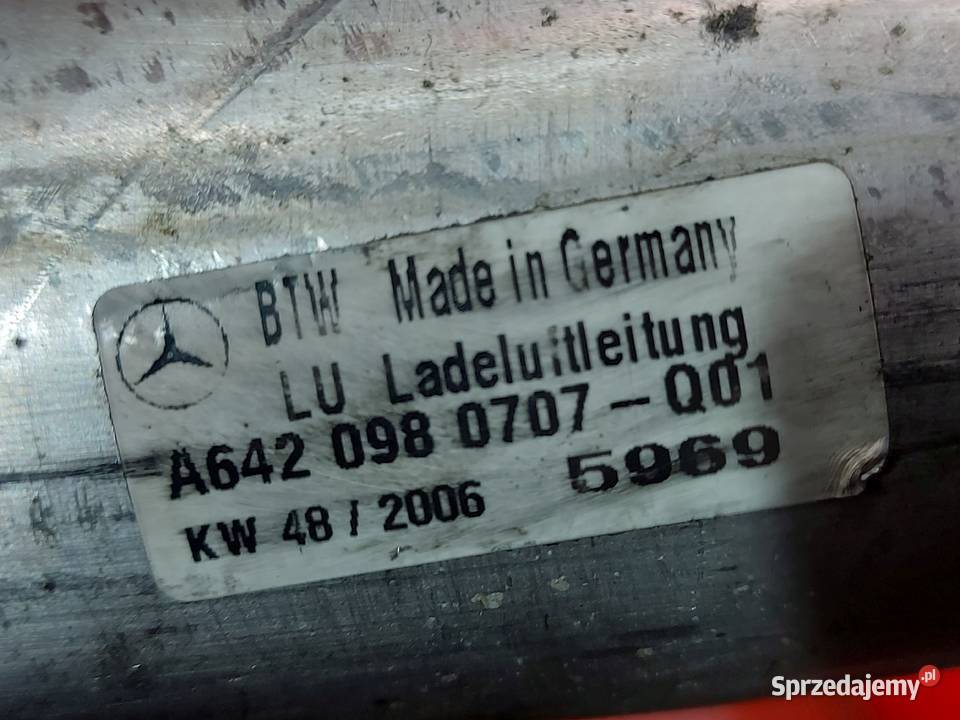 BTW Made in Germany
LU Ladeluftleitung
A642 098 0707-Q01
KW 48 / 2006 5969
Sprzedajemy.pl